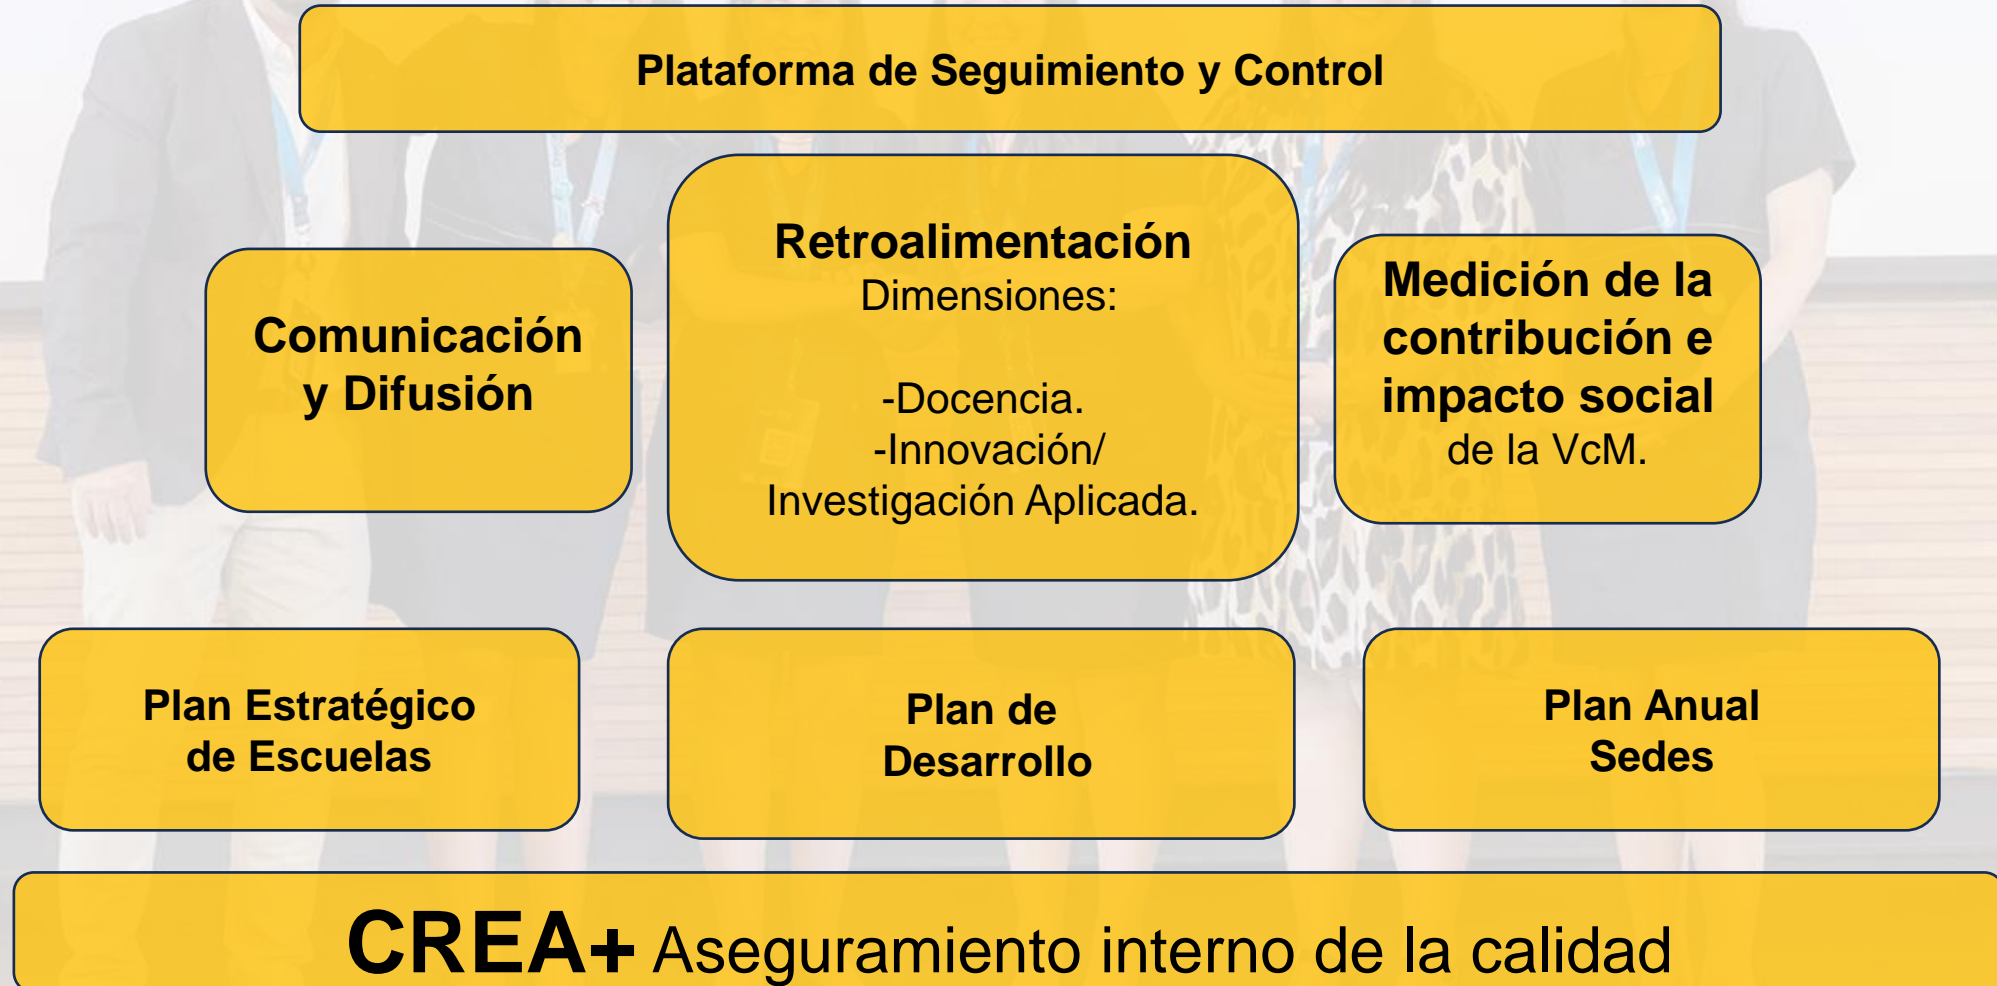 Plataforma de Seguimiento y Control
Comunicación
y Difusión
Retroalimentación
Dimensiones:
-Docencia.
-Innovación/
Investigación Aplicada.
Medición de la
contribución e
impacto social
de la VcM.
Plan Estratégico
de Escuelas
Plan de
Desarrollo
Plan Anual
Sedes
CREA+ Aseguramiento interno de la calidad